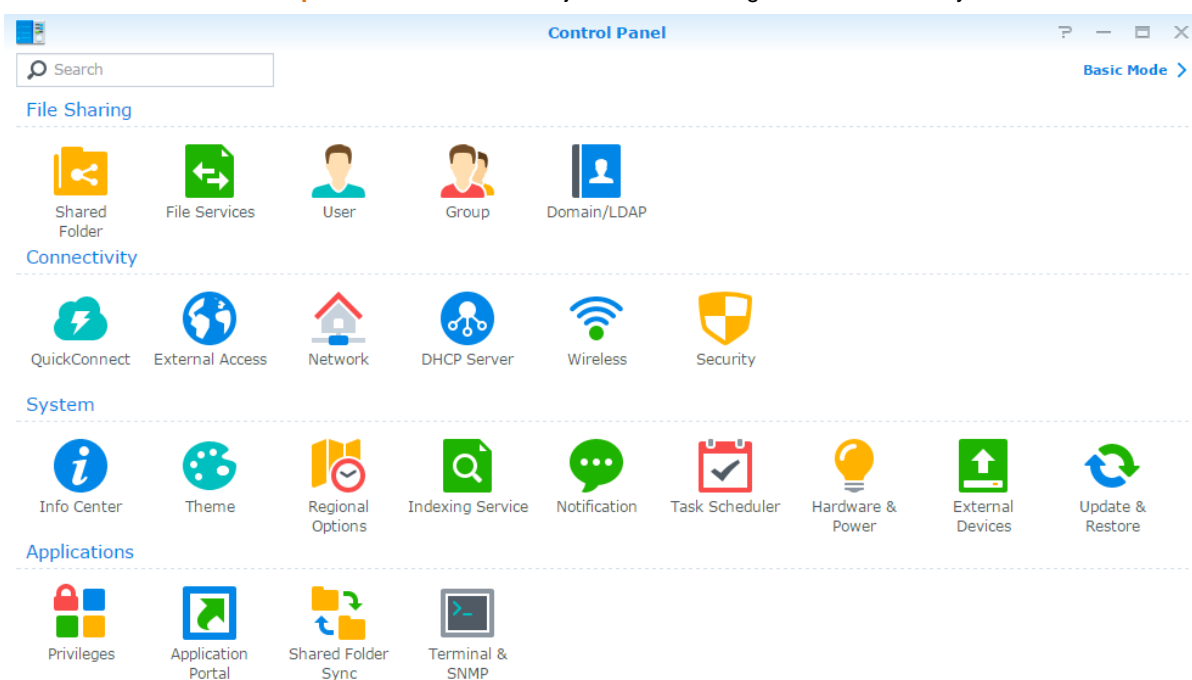 Control Panel
Search
Basic Mode
File Sharing
Shared Folder
File Services
User
Group
Domain/LDAP
Connectivity
QuickConnect
External Access
Network
DHCP Server
Wireless
Security
System
Info Center
Theme
Regional Options
Indexing Service
Notification
Task Scheduler
Hardware & Power
External Devices
Update & Restore
Applications
Privileges
Application Portal
Shared Folder Sync
Terminal & SNMP